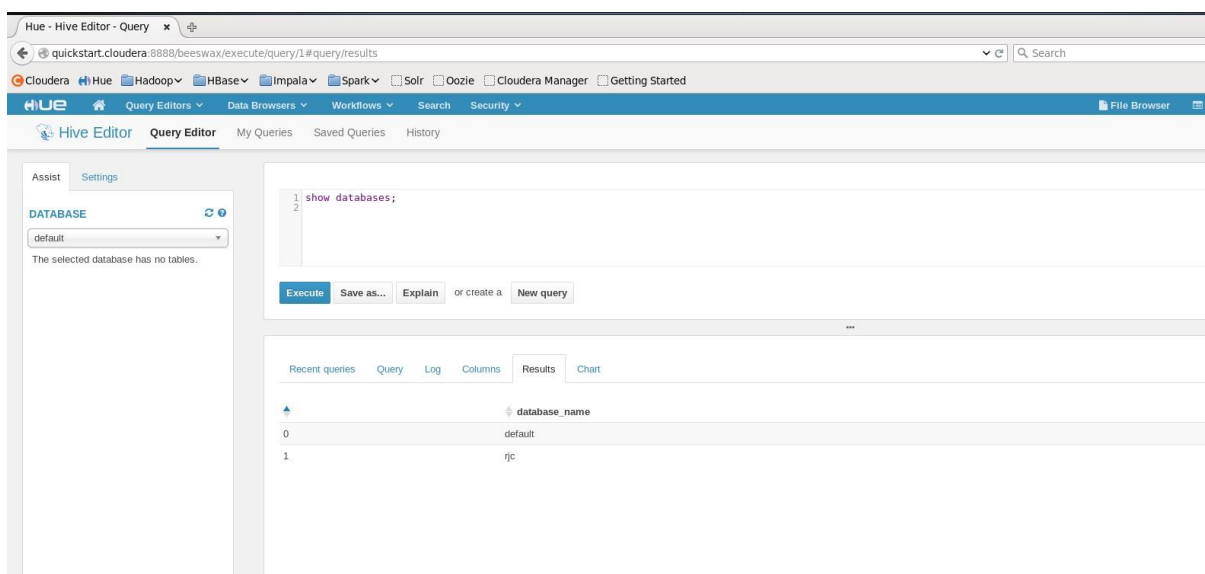 Hue - Hive Editor - Query
quickstart.cloudera:8888/beeswax/execute/query/1#query/results
Search
Cloudera Hue Hadoop HBase Impala Spark Solr Oozie Cloudera Manager Getting Started
HUE Query Editors Data Browsers Workflows Search Security File Browser
Hive Editor Query Editor My Queries Saved Queries History
Assist Settings
DATABASE
default
The selected database has no tables.
1 show databases;
2
Execute Save as... Explain or create a New query
...
Recent queries Query Log Columns Results Chart
database_name
0 default
1 rjc